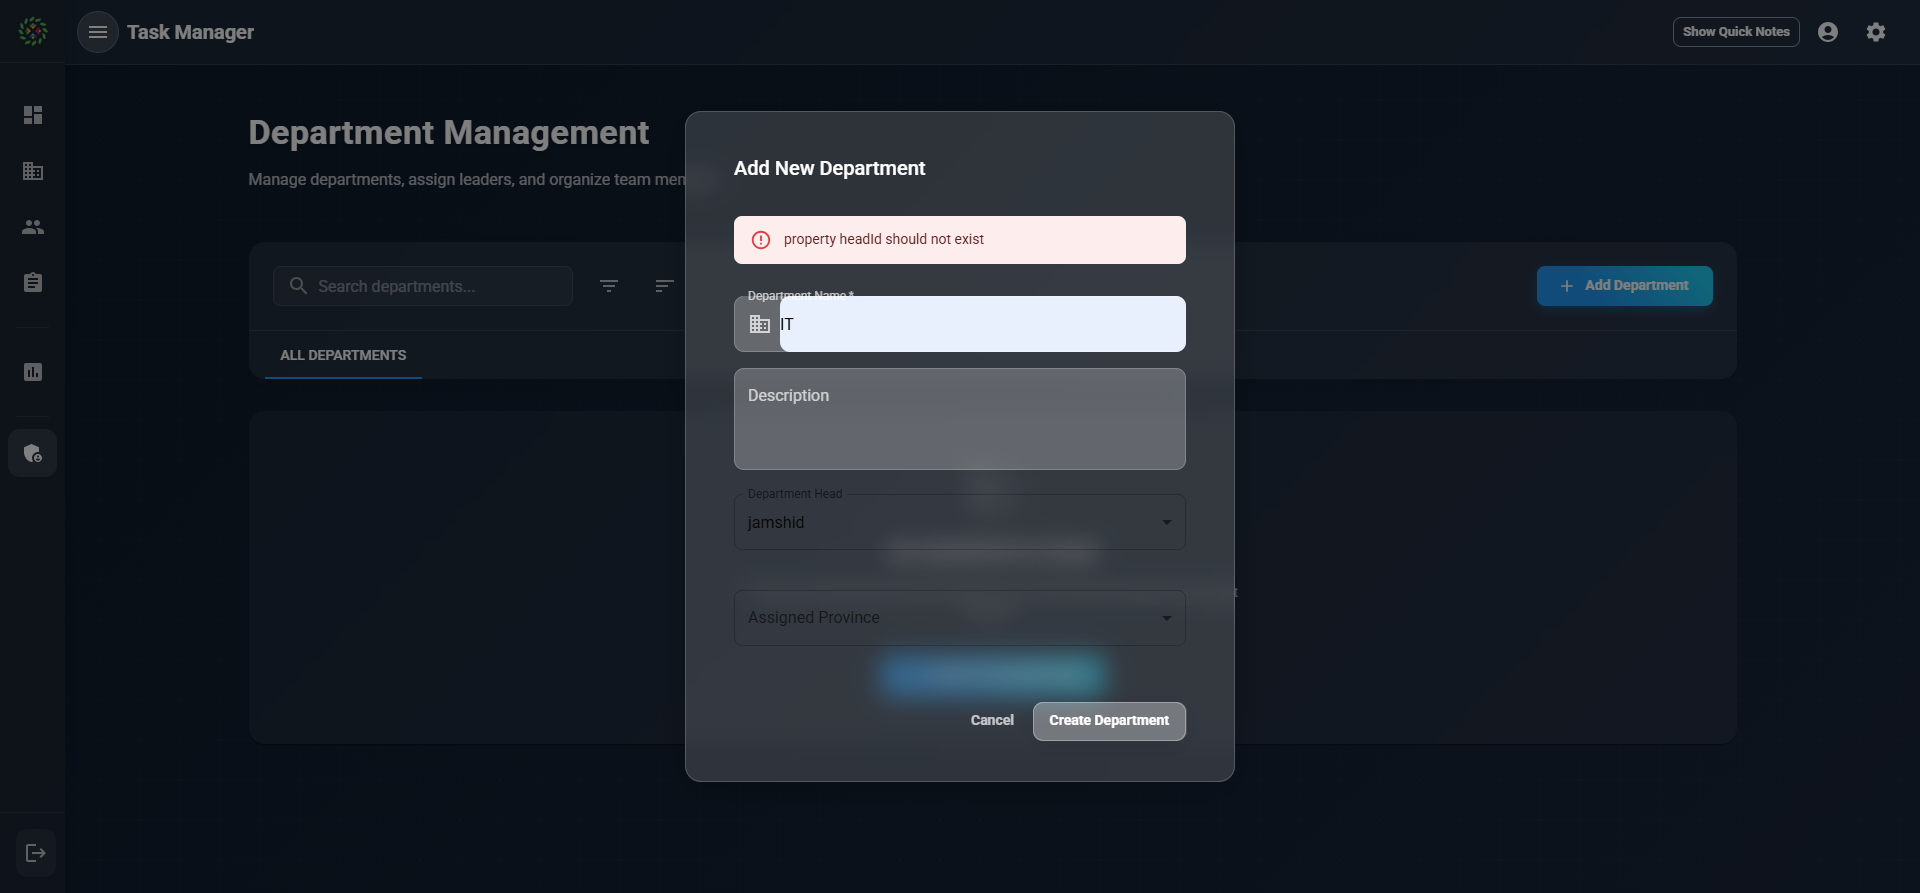 Task Manager
Show Quick Notes
Department Management
Manage departments, assign leaders, and organize team mem
Search departments...
Add Department
ALL DEPARTMENTS
Add New Department
property headId should not exist
Department Name *
IT
Description
Department Head
jamshid
Assigned Province
Cancel
Create Department